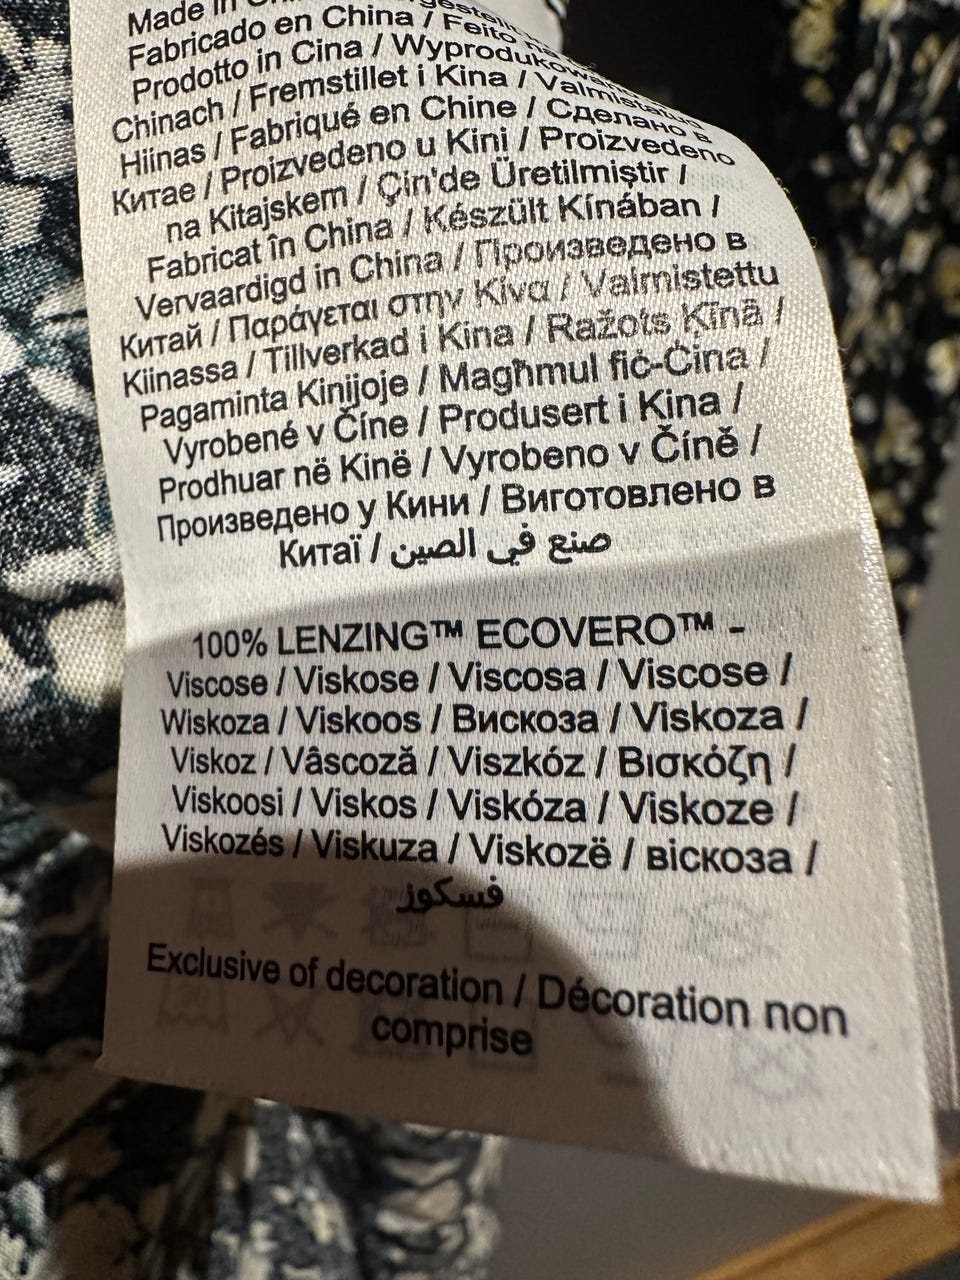 Made in
Fabricado en China / Feito
Prodotto in Cina / Wyprodukowano
Chinach / Fremstillet i Kina / Valmistatud
Hiinas / Fabriqué en Chine / Сделано в
Китае / Proizvedeno u Kini / Proizvedeno
na Kitajskem / Çin'de Üretilmiştir /
Fabricat în China / Készült Kínában /
Vervaardigd in China / Произведено в
Китай / Παράγεται στην Κίνα / Valmistettu
Kiinassa / Tillverkad i Kina / Ražots Ķīnā /
Pagaminta Kinijoje / Magħmul fiċ-Ċina /
Vyrobené v Číne / Produsert i Kina /
Prodhuar në Kinë / Vyrobeno v Číně /
Произведено у Кини / Виготовлено в
Китаї / صنع في الصين
100% LENZING™ ECOVERO™ -
Viscose / Viskose / Viscosa / Viscose /
Wiskoza / Viskoos / Вискоза / Viskoza /
Viskoz / Vâscoză / Viszkóz / Βισκόζη /
Viskoosi / Viskos / Viskóza / Viskoze /
Viskozés / Viskuza / Viskozë / віскоза /
فسكوز
Exclusive of decoration / Décoration non
comprise